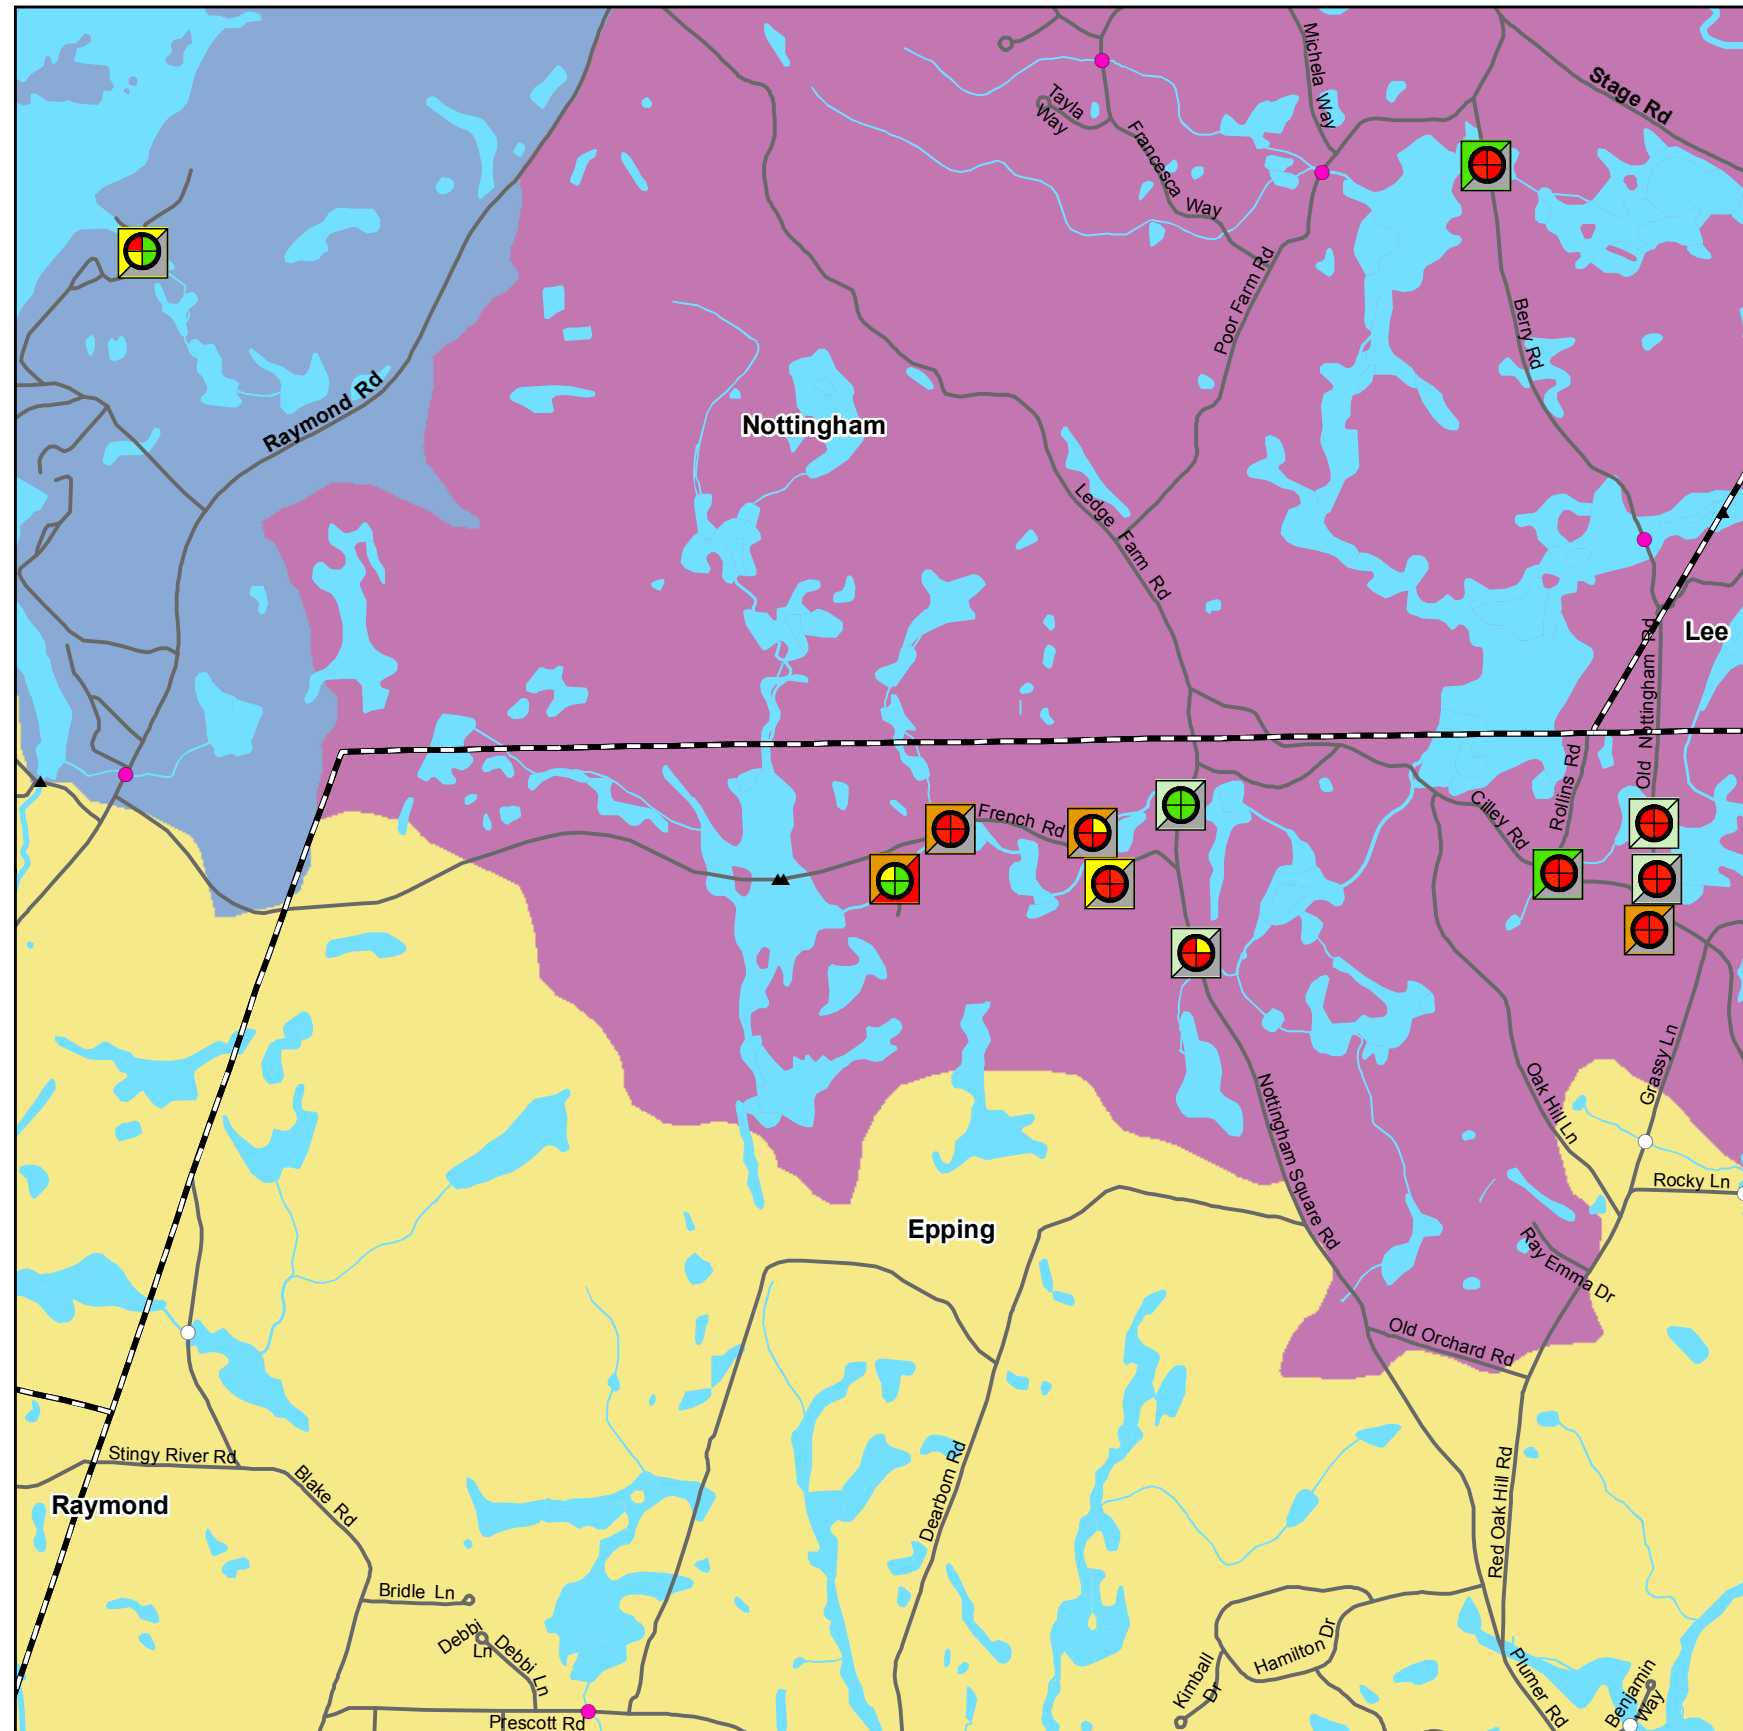 Michela Way
Stage Rd
Tayla
Way
Francesca Way
Poor Farm Rd
Berry Rd
Raymond Rd
Nottingham
Ledge Farm Rd
Lee
Old Nottingham Rd
Rollins Rd
Cilley Rd
French Rd
Nottingham Square Rd
Oak Hill Ln
Grassy Ln
Rocky Ln
Epping
Ray Emma Dr
Old Orchard Rd
Stingy River Rd
Blake Rd
Raymond
Dearborn Rd
Red Oak Hill Rd
Bridle Ln
Debbi
Ln
Debbi Ln
Hamilton Dr
Kimball
Dr
Plumer Rd
Benjamin
Way
Prescott Rd